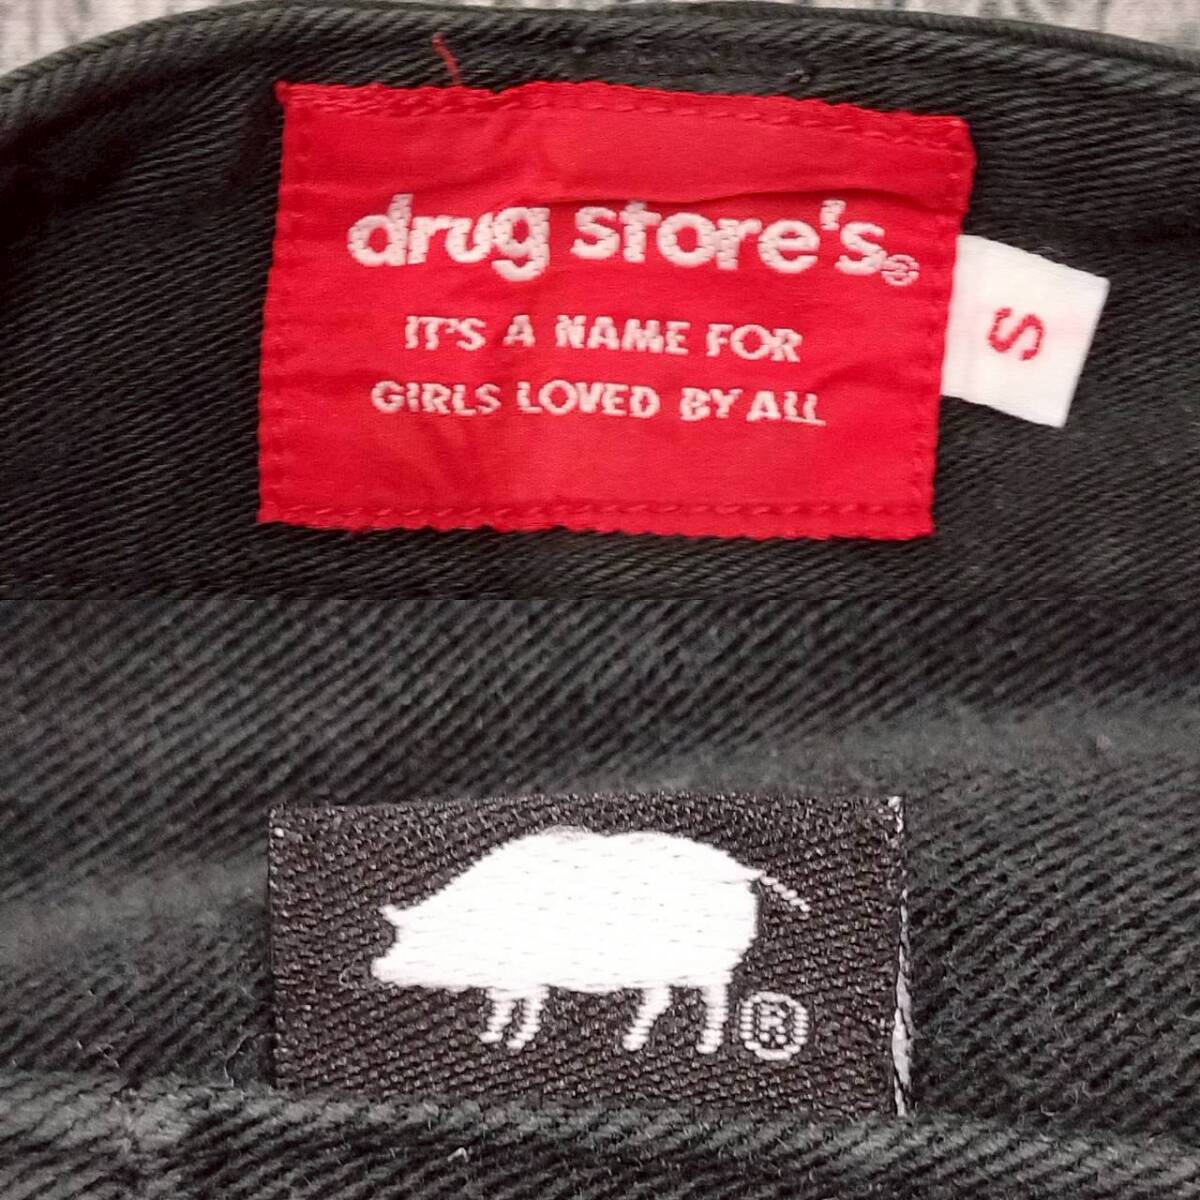 drug store's®
IT'S A NAME FOR
GIRLS LOVED BY ALL
S
®